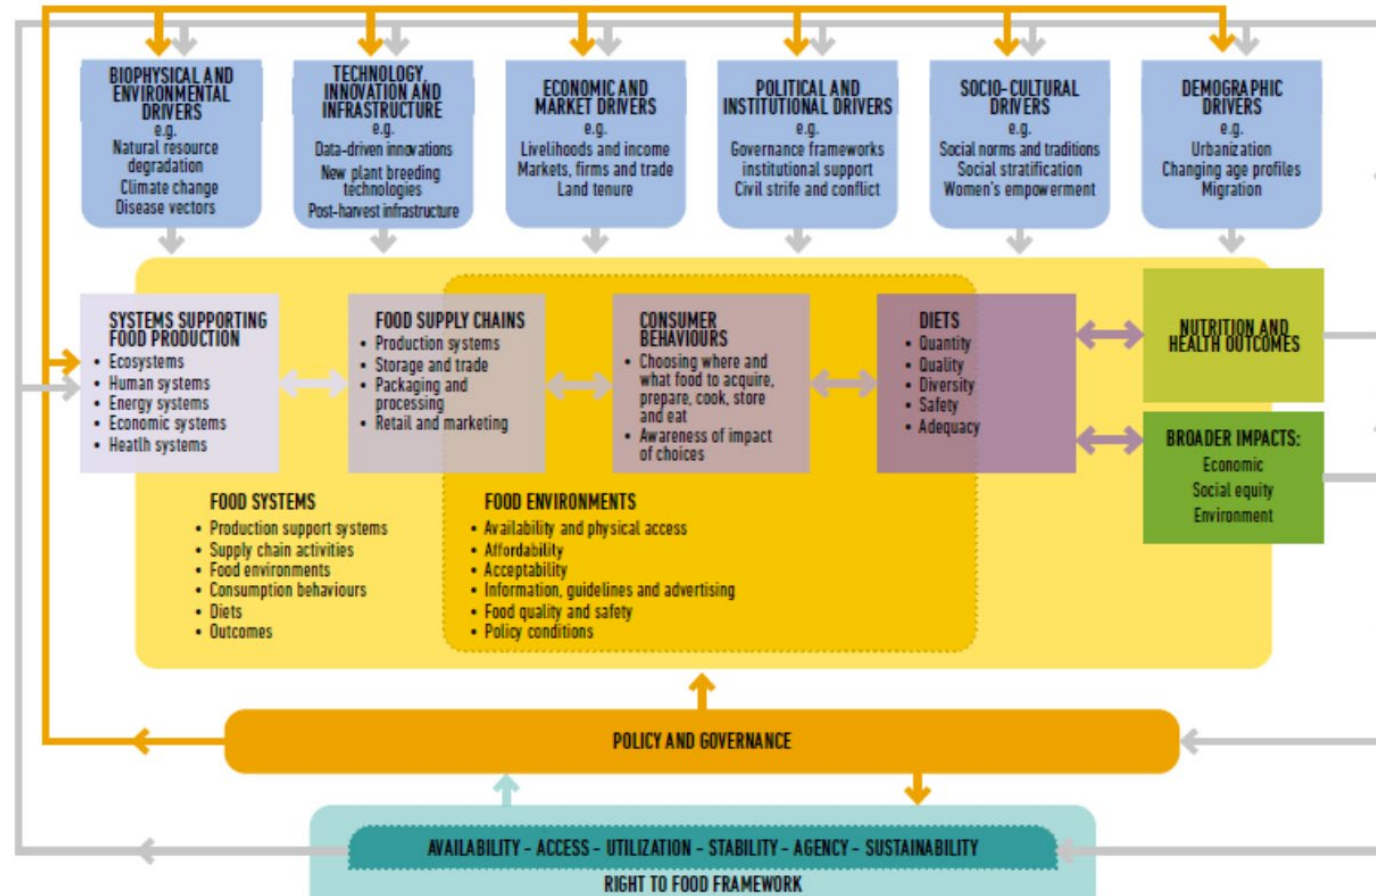 BIOPHYSICAL AND
ENVIRONMENTAL
DRIVERS
e.g.
Natural resource
degradation
Climate change
Disease vectors
TECHNOLOGY,
INNOVATION AND
INFRASTRUCTURE
e.g.
Data-driven innovations
New plant breeding
technologies
Post-harvest infrastructure
ECONOMIC AND
MARKET DRIVERS
e.g.
Livelihoods and income
Markets, firms and trade
Land tenure
POLITICAL AND
INSTITUTIONAL DRIVERS
e.g.
Governance frameworks
institutional support
Civil strife and conflict
SOCIO-CULTURAL
DRIVERS
e.g.
Social norms and traditions
Social stratification
Women's empowerment
DEMOGRAPHIC
DRIVERS
e.g.
Urbanization
Changing age profiles
Migration
SYSTEMS SUPPORTING
FOOD PRODUCTION
• Ecosystems
• Human systems
• Energy systems
• Economic systems
• Heatlh systems
FOOD SUPPLY CHAINS
• Production systems
• Storage and trade
• Packaging and
processing
• Retail and marketing
CONSUMER
BEHAVIOURS
• Choosing where and
what food to acquire,
prepare, cook, store
and eat
• Awareness of impact
of choices
DIETS
• Quantity
• Quality
• Diversity
• Safety
• Adequacy
NUTRITION AND
HEALTH OUTCOMES
BROADER IMPACTS:
Economic
Social equity
Environment
FOOD SYSTEMS
• Production support systems
• Supply chain activities
• Food environments
• Consumption behaviours
• Diets
• Outcomes
FOOD ENVIRONMENTS
• Availability and physical access
• Affordability
• Acceptability
• Information, guidelines and advertising
• Food quality and safety
• Policy conditions
POLICY AND GOVERNANCE
AVAILABILITY - ACCESS - UTILIZATION - STABILITY - AGENCY - SUSTAINABILITY
RIGHT TO FOOD FRAMEWORK